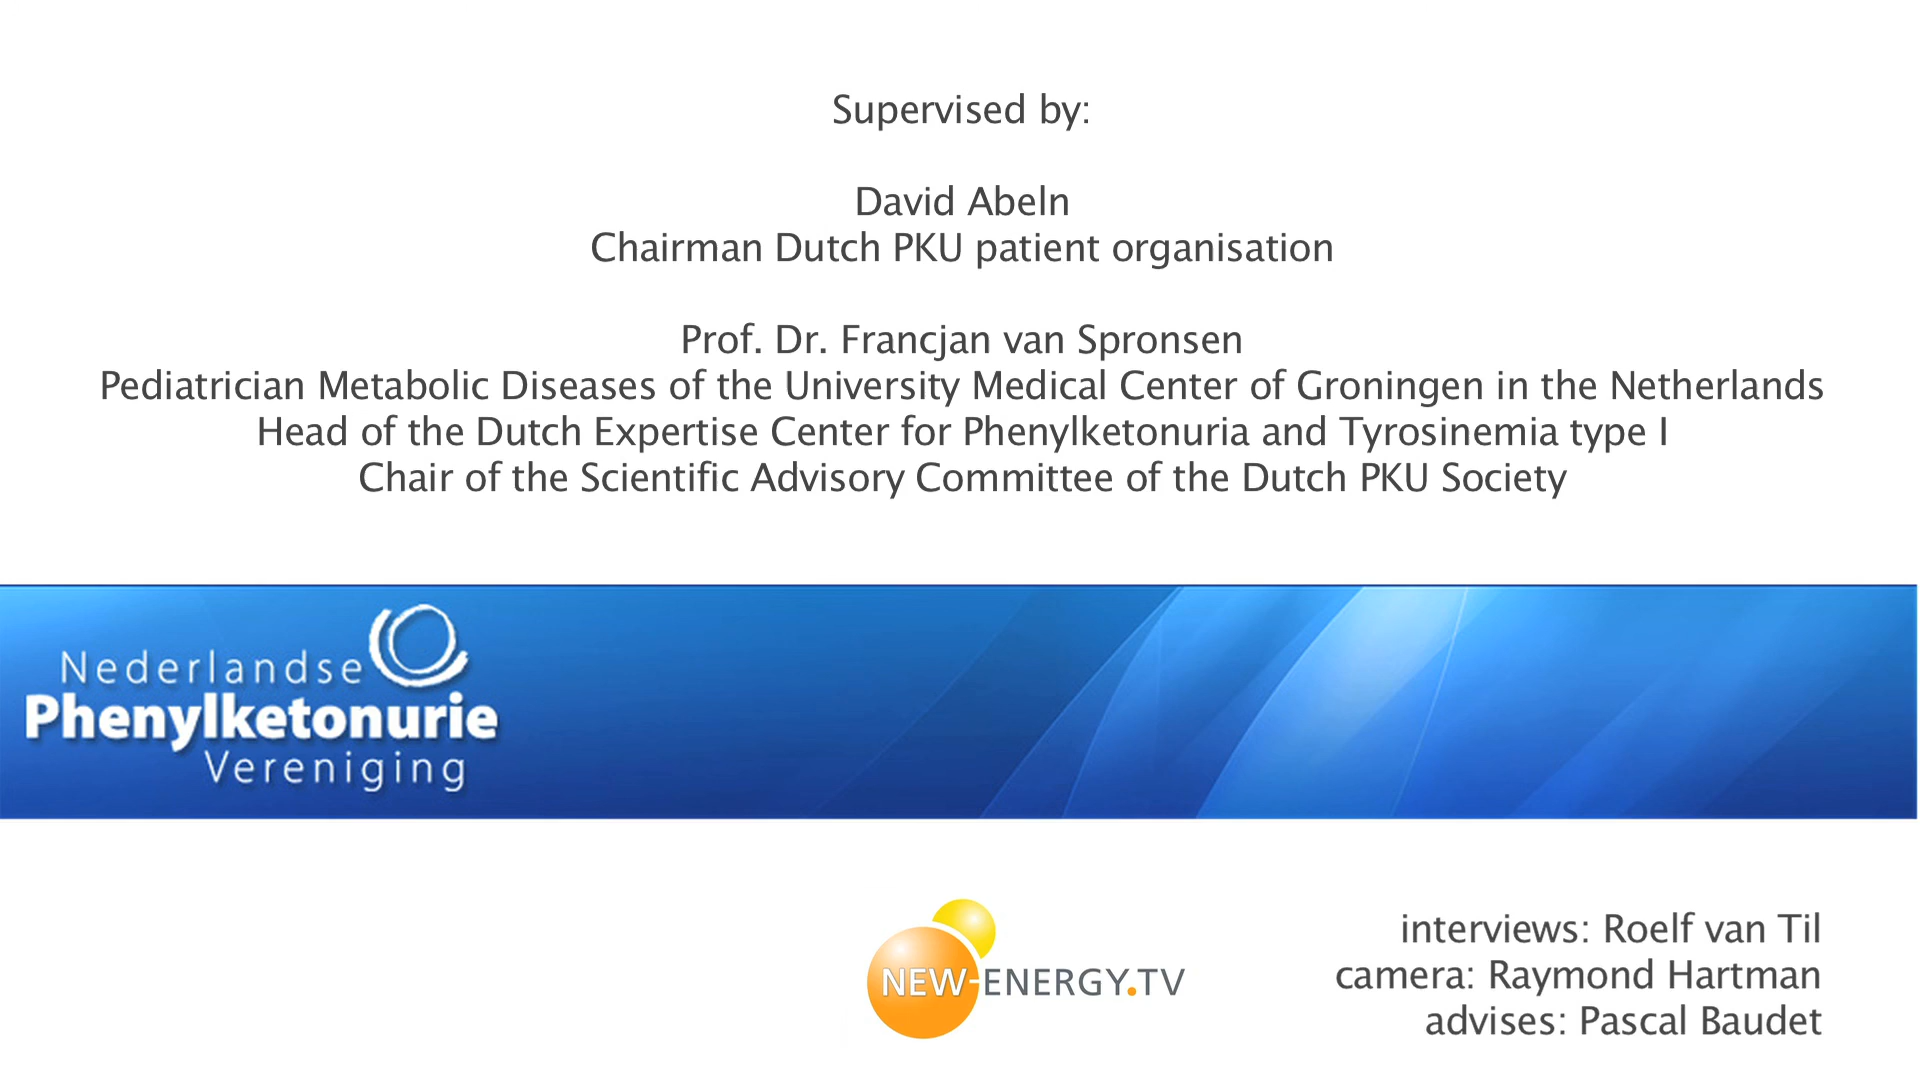 Supervised by:
David Abeln
Chairman Dutch PKU patient organisation
Prof. Dr. Francjan van Spronsen
Pediatrician Metabolic Diseases of the University Medical Center of Groningen in the Netherlands
Head of the Dutch Expertise Center for Phenylketonuria and Tyrosinemia type I
Chair of the Scientific Advisory Committee of the Dutch PKU Society
Nederlandse
Phenylketonurie
Vereniging
NEW-ENERGY.TV
interviews: Roelf van Til
camera: Raymond Hartman
advises: Pascal Baudet